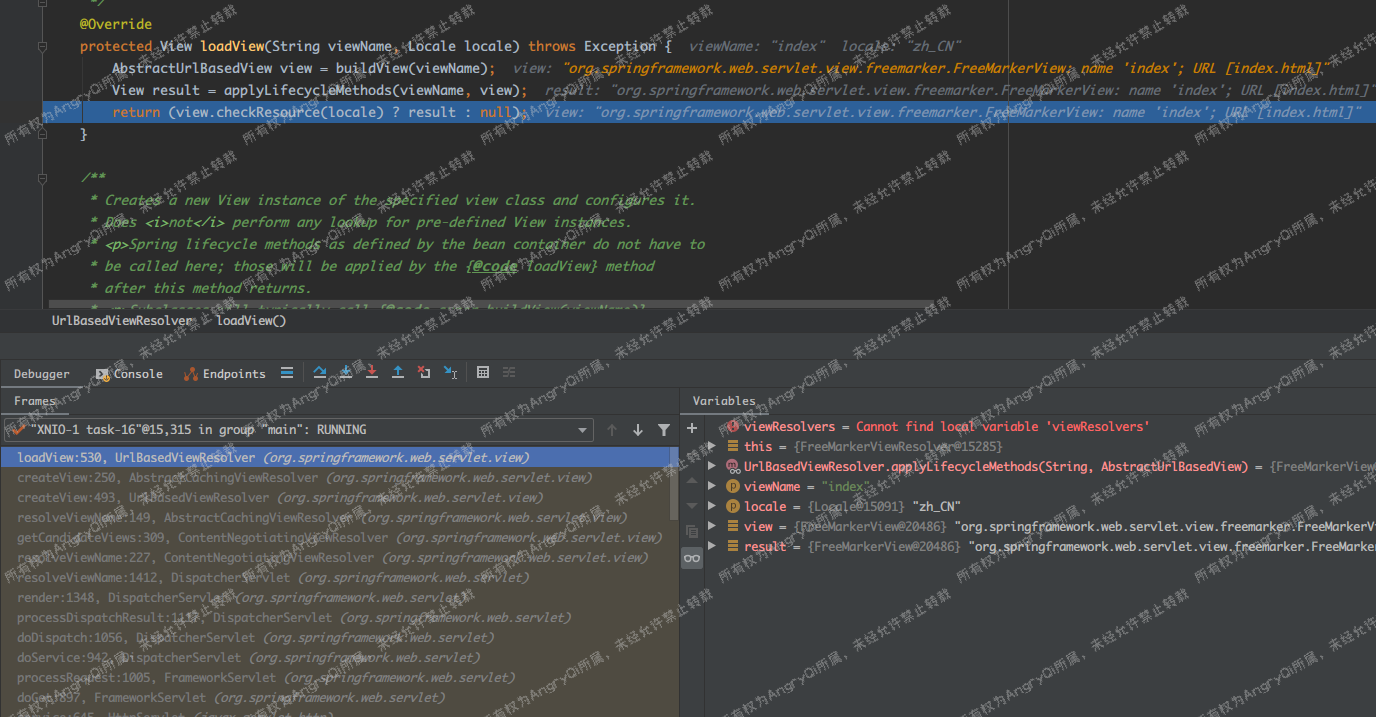 */
@Override
protected View loadView(String viewName, Locale locale) throws Exception {  viewName: "index"  locale: "zh_CN"
AbstractUrlBasedView view = buildView(viewName);  view: "org.springframework.web.servlet.view.freemarker.FreeMarkerView: name 'index'; URL [index.html]"
View result = applyLifecycleMethods(viewName, view);  result: "org.springframework.web.servlet.view.freemarker.FreeMarkerView: name 'index'; URL [index.html]"
return (view.checkResource(locale) ? result : null);  view: "org.springframework.web.servlet.view.freemarker.FreeMarkerView: name 'index'; URL [index.html]"
}
/**
* Creates a new View instance of the specified view class and configures it.
* Does <i>not</i> perform any lookup for pre-defined View instances.
* <p>Spring lifecycle methods as defined by the bean container do not have to
* be called here; those will be applied by the {@code loadView} method
* after this method returns.
UrlBasedViewResolver loadView()
Debugger Console Endpoints
Frames
"XNIO-1 task-16"@15,315 in group "main": RUNNING
loadView:530, UrlBasedViewResolver (org.springframework.web.servlet.view)
createView:250, AbstractCachingViewResolver (org.springframework.web.servlet.view)
createView:493, UrlBasedViewResolver (org.springframework.web.servlet.view)
resolveViewName:149, AbstractCachingViewResolver (org.springframework.web.servlet.view)
getCandidateViews:309, ContentNegotiatingViewResolver (org.springframework.web.servlet.view)
resolveViewName:227, ContentNegotiatingViewResolver (org.springframework.web.servlet.view)
resolveViewName:1412, DispatcherServlet (org.springframework.web.servlet)
render:1348, DispatcherServlet (org.springframework.web.servlet)
processDispatchResult:1117, DispatcherServlet (org.springframework.web.servlet)
doDispatch:1056, DispatcherServlet (org.springframework.web.servlet)
doService:942, DispatcherServlet (org.springframework.web.servlet)
processRequest:1005, FrameworkServlet (org.springframework.web.servlet)
doGet:897, FrameworkServlet (org.springframework.web.servlet)
Variables
viewResolvers = Cannot find local variable 'viewResolvers'
this = {FreeMarkerViewResolver@15285}
UrlBasedViewResolver.applyLifecycleMethods(String, AbstractUrlBasedView) = {FreeMarkerView
viewName = "index"
locale = {Locale@15091} "zh_CN"
view = {FreeMarkerView@20486} "org.springframework.web.servlet.view.freemarker.FreeMarkerVi
result = {FreeMarkerView@20486} "org.springframework.web.servlet.view.freemarker.FreeMarker
所有权为AngryQi所属，未经允许禁止转载